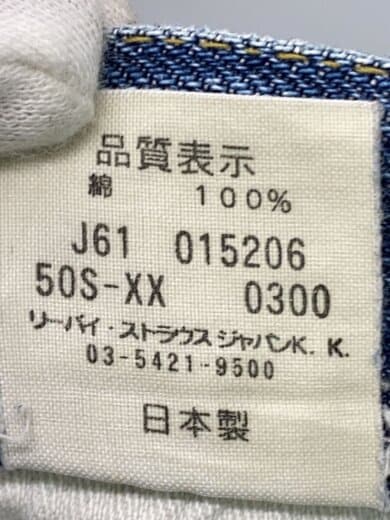 品質表示
綿 100%
J61 015206
50S-XX 0300
リーバイ・ストラウス ジャパンK. K.
03-5421-9500
日本製